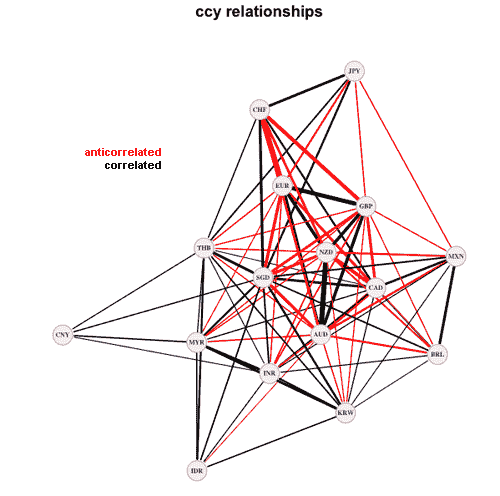 ccy relationships
JPY
CHF
anticorrelated
correlated
EUR
GBP
THB
NZD
MXN
SGD
CAD
CNY
AUD
MYR
BRL
INR
KRW
IDR